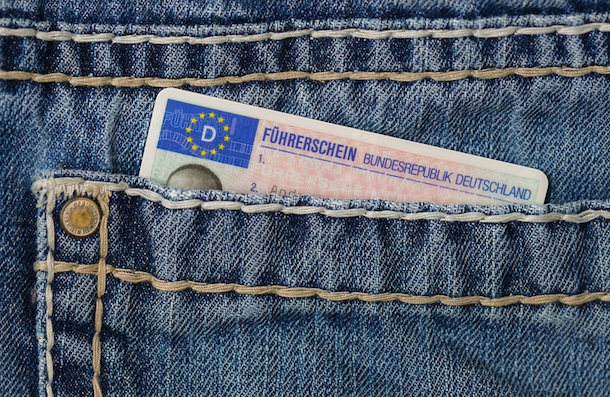 D FÜHRERSCHEIN BUNDESREPUBLIK DEUTSCHLAND
1.
2.